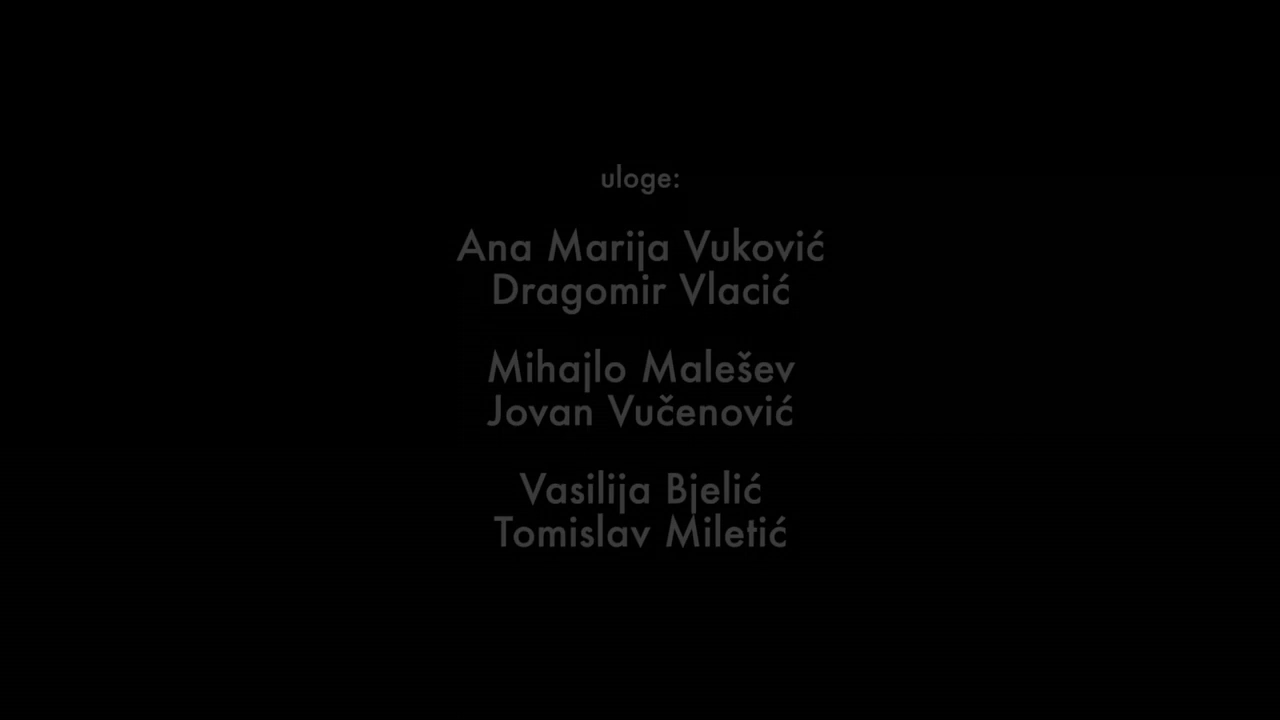 uloge:
Ana Marija Vuković
Dragomir Vlacić
Mihajlo Malešev
Jovan Vučenović
Vasilija Bjelić
Tomislav Miletić